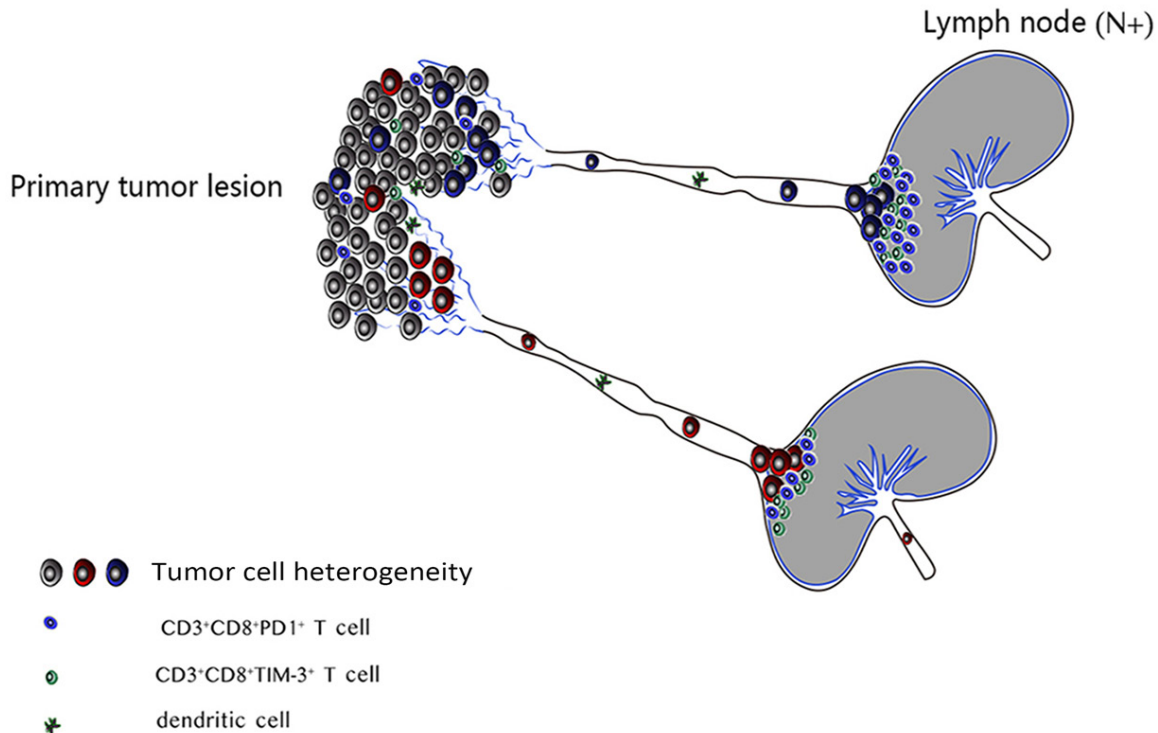 Lymph node (N+)
Primary tumor lesion
Tumor cell heterogeneity
CD3⁺CD8⁺PD1⁺ T cell
CD3⁺CD8⁺TIM-3⁺ T cell
dendritic cell